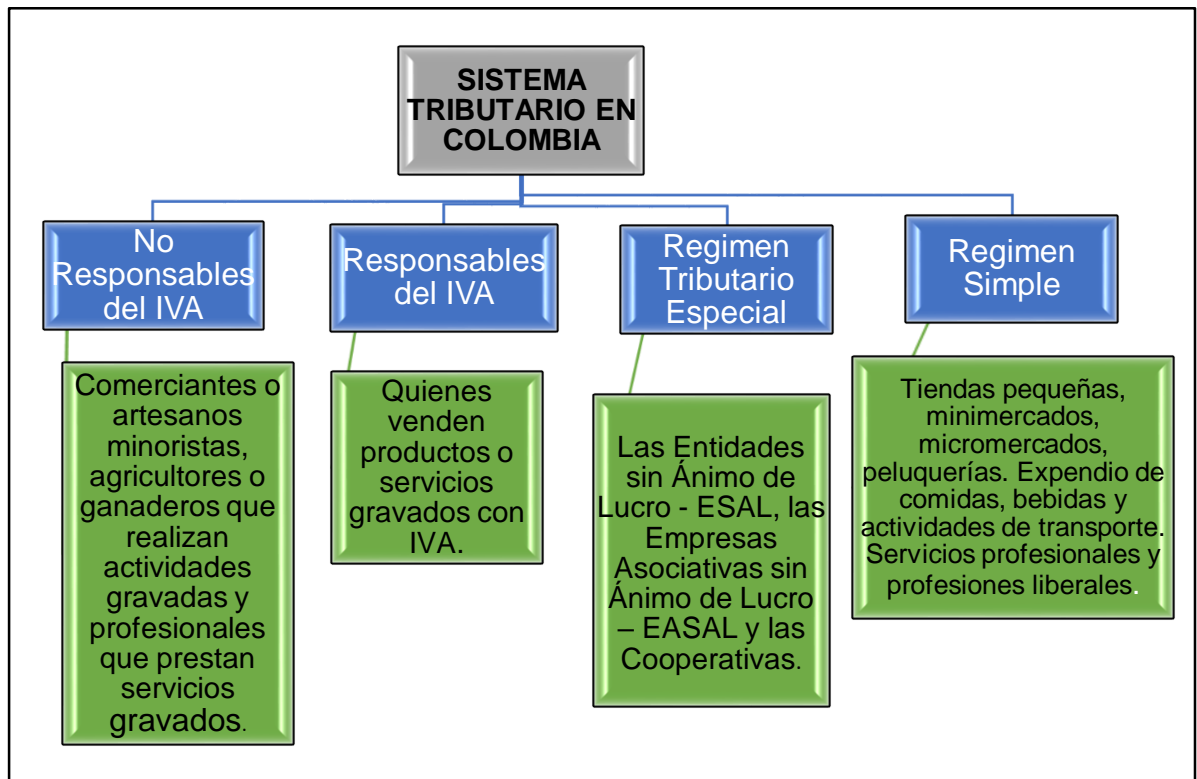 SISTEMA
TRIBUTARIO EN
COLOMBIA
No
Responsables
del IVA
Comerciantes o
artesanos
minoristas,
agricultores o
ganaderos que
realizan
actividades
gravadas y
profesionales
que prestan
servicios
gravados.
Responsables
del IVA
Quienes
venden
productos o
servicios
gravados con
IVA.
Regimen
Tributario
Especial
Las Entidades
sin Ánimo de
Lucro - ESAL, las
Empresas
Asociativas sin
Ánimo de Lucro
– EASAL y las
Cooperativas.
Regimen
Simple
Tiendas pequeñas,
minimercados,
micromercados,
peluquerías. Expendio de
comidas, bebidas y
actividades de transporte.
Servicios profesionales y
profesiones liberales.